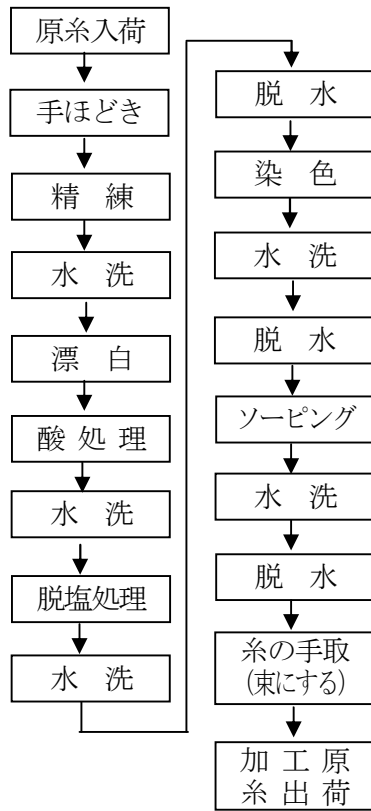 原糸入荷
手ほどき
精練
水洗
漂白
酸処理
水洗
脱塩処理
水洗
脱水
染色
水洗
脱水
ソーピング
水洗
脱水
糸の手取
(束にする)
加工原
糸出荷